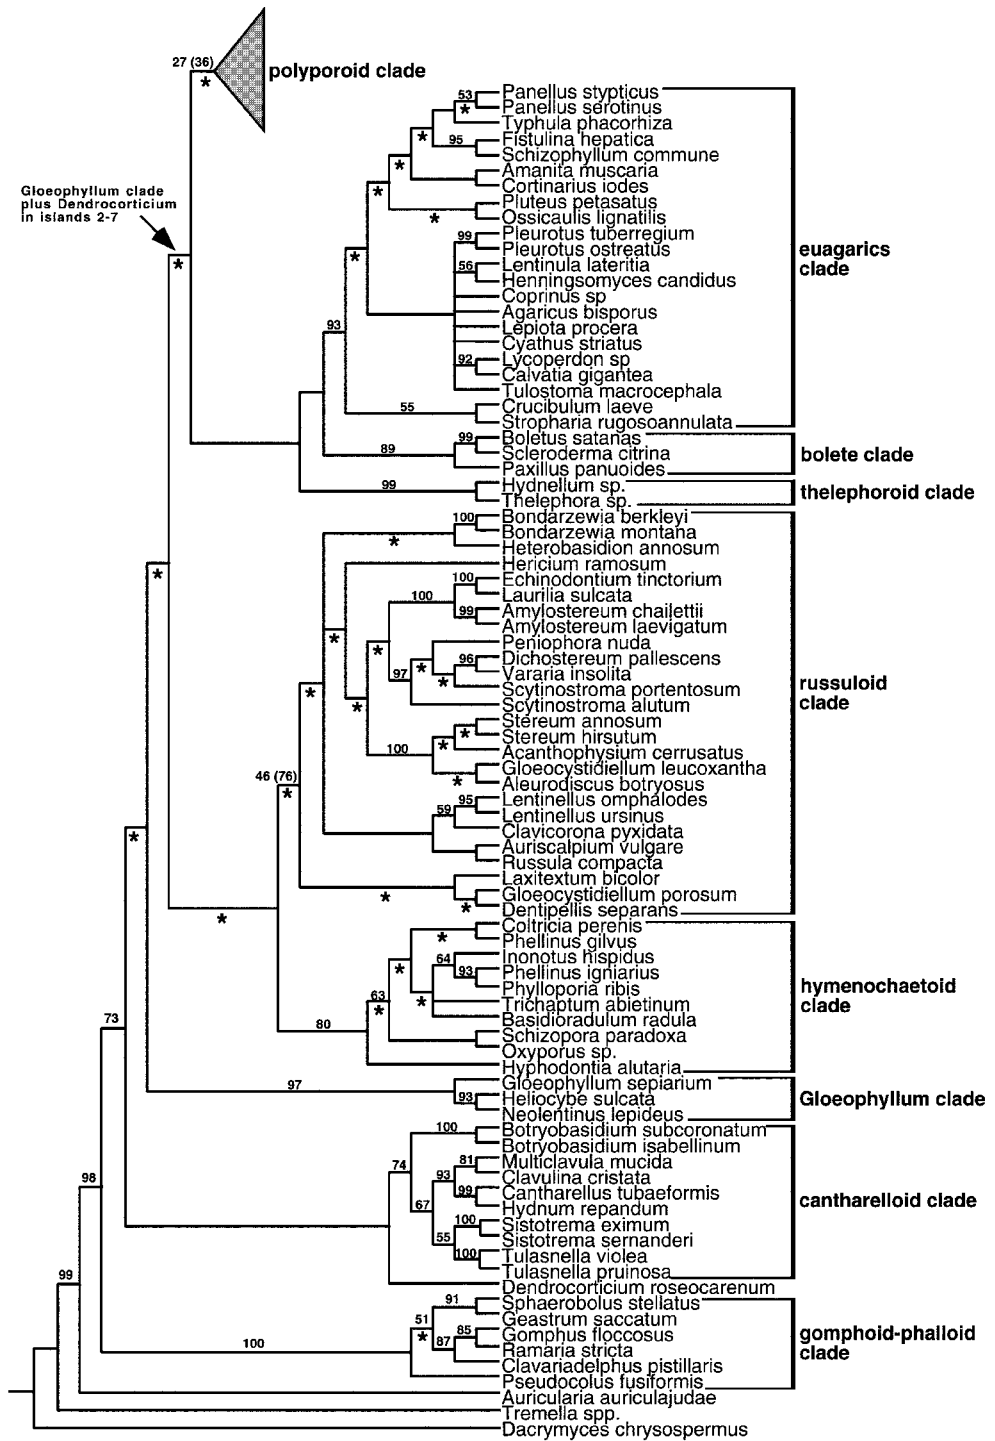 27 (36)
*
polyporoid clade
Gloeophyllum clade
plus Dendrocorticium
in islands 2-7
*
53
*
Panellus stypticus
Panellus serotinus
Typhula phacorhiza
*
95
Fistulina hepatica
Schizophyllum commune
*
Amanita muscaria
Cortinarius iodes
*
Pluteus petasatus
Ossicaulis lignatilis
*
99
Pleurotus tuberregium
Pleurotus ostreatus
*
56
Lentinula lateritia
Henningsomyces candidus
euagarics
clade
Coprinus sp
Agaricus bisporus
Lepiota procera
93
Cyathus striatus
92
Lycoperdon sp
Calvatia gigantea
Tulostoma macrocephala
55
Crucibulum laeve
Stropharia rugosoannulata
89
99
Boletus satanas
Scleroderma citrina
Paxillus panuoides
bolete clade
99
Hydnellum sp.
Thelephora sp.
thelephoroid clade
100
Bondarzewia berkleyi
Bondarzewia montana
*
Heterobasidion annosum
Hericium ramosum
*
100
100
Echinodontium tinctorium
Laurilia sulcata
99
Amylostereum chailettii
Amylostereum laevigatum
*
*
Peniophora nuda
97
*
*
96
Dichostereum pallescens
Vararia insolita
Scytinostroma portentosum
Scytinostroma alutum
russuloid
clade
*
*
100
*
*
Stereum annosum
Stereum hirsutum
Acanthophysium cerrusatus
*
Gloeocystidiellum leucoxantha
Aleurodiscus botryosus
46 (76)
*
59
95
Lentinellus omphalodes
Lentinellus ursinus
Clavicorona pyxidata
Auriscalpium vulgare
Russula compacta
*
*
Laxitextum bicolor
*
Gloeocystidiellum porosum
Dentipellis separans
*
*
Coltricia perenis
Phellinus gilvus
*
64
Inonotus hispidus
93
Phellinus igniarius
Phylloporia ribis
63
*
*
Trichaptum abietinum
Basidioradulum radula
hymenochaetoid
clade
73
80
Schizopora paradoxa
Oxyporus sp.
Hyphodontia alutaria
97
Gloeophyllum sepiarium
93
Heliocybe sulcata
Neolentinus lepideus
Gloeophyllum clade
100
Botryobasidium subcoronatum
Botryobasidium isabellinum
74
81
Multiclavula mucida
93
Clavulina cristata
98
99
Cantharellus tubaeformis
67
Hydnum repandum
cantharelloid clade
100
Sistotrema eximum
55
Sistotrema sernanderi
100
Tulasnella violea
Tulasnella pruinosa
99
Dendrocorticium roseocarenum
91
Sphaerobolus stellatus
51
*
Geastrum saccatum
100
87
85
Gomphus floccosus
Ramaria stricta
Clavariadelphus pistillaris
Pseudocolus fusiformis
gomphoid-phalloid
clade
Auricularia auriculajudae
Tremella spp.
Dacrymyces chrysospermus